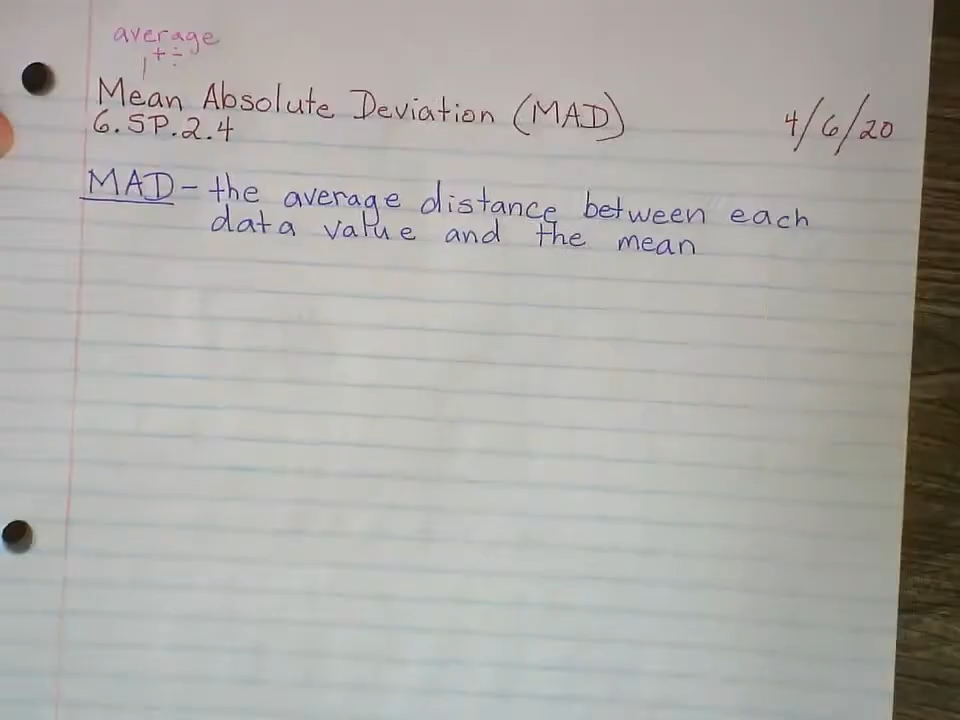 average
+ ÷
Mean Absolute Deviation (MAD) 4/6/20
6.SP.2.4
MAD - the average distance between each
data value and the mean